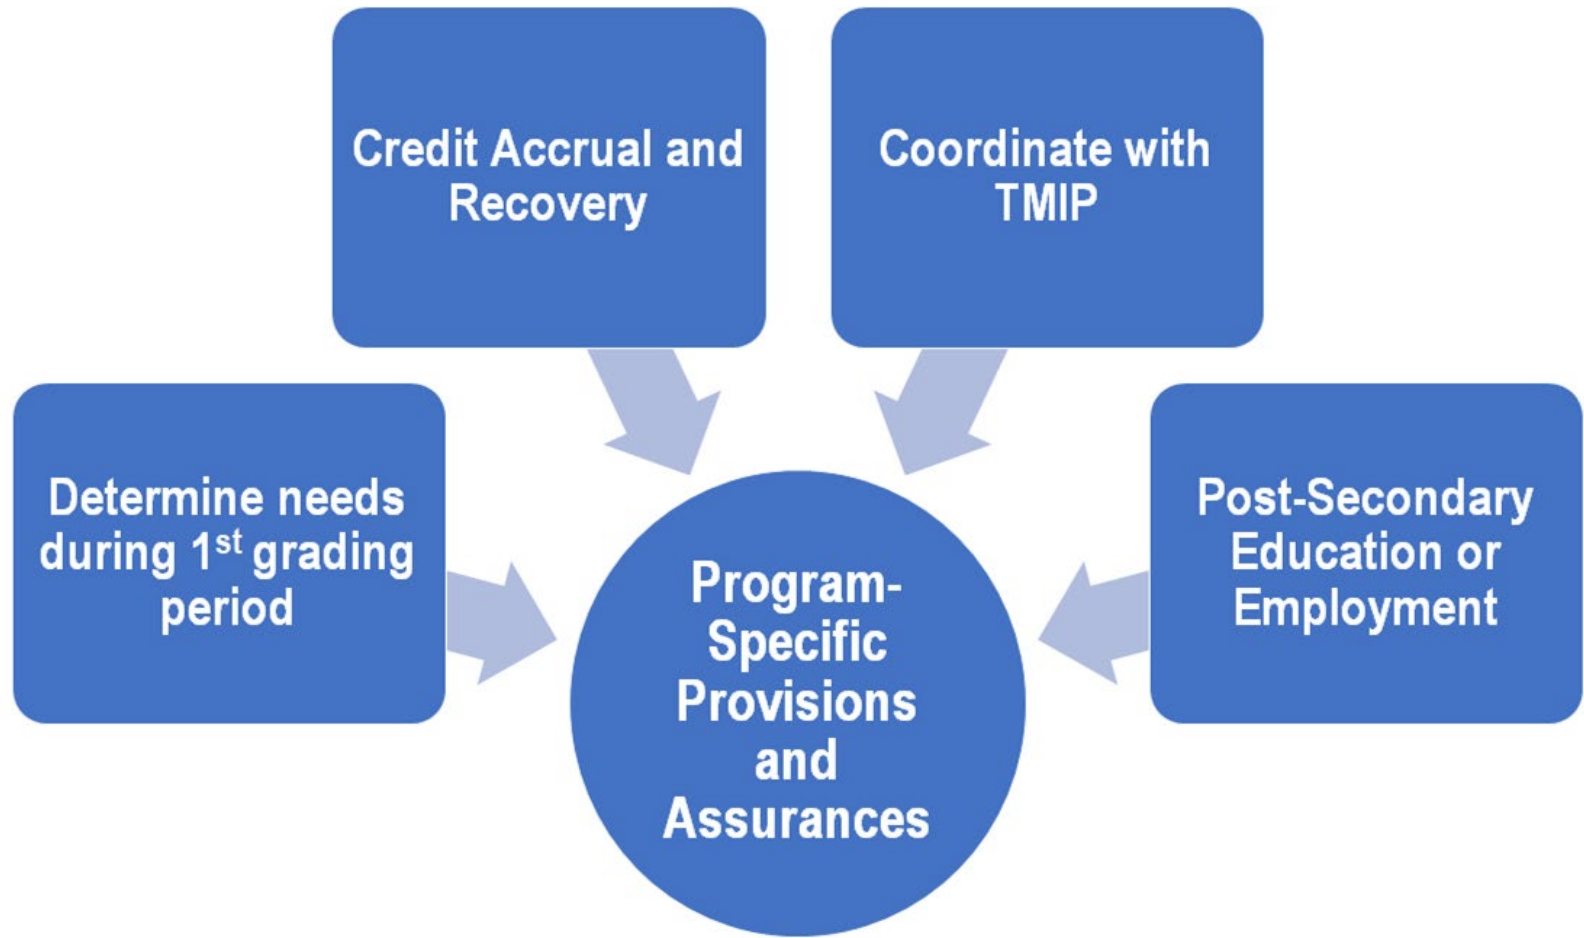 Credit Accrual and
Recovery
Coordinate with
TMIP
Determine needs
during 1st grading
period
Post-Secondary
Education or
Employment
Program-
Specific
Provisions
and
Assurances